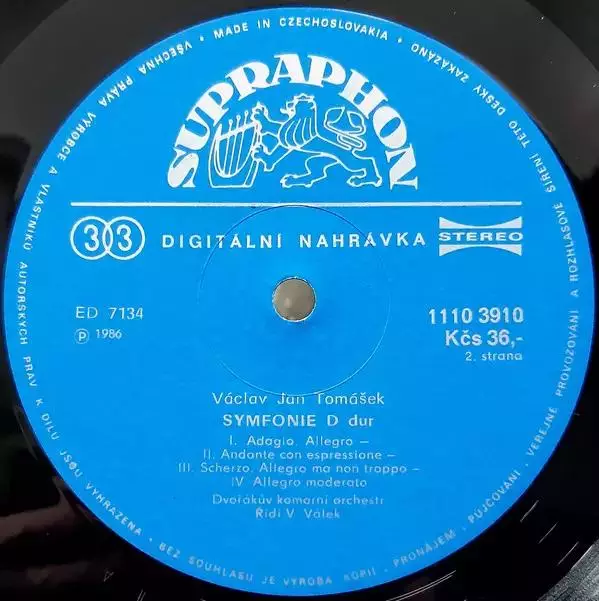 VŠECHNA PRÁVA VÝROBCE A VLASTNÍKŮ AUTORSKÝCH PRÁV K DÍLU JSOU VYHRAZENA • BEZ SOUHLASU JE VÝROBA KOPIÍ • PRONÁJEM • PŮJČOVÁNÍ • VEREJNÉ PROVOZOVÁNÍ A ROZHLASOVÉ ŠÍŘENÍ TÉTO DESKY ZAKÁZÁNO • MADE IN CZECHOSLOVAKIA •
SUPRAPHON
33 DIGITÁLNÍ NAHRÁVKA STEREO
ED 7134
℗ 1986
1110 3910
Kčs 36,-
2. strana
Václav Jan Tomášek
SYMFONIE D dur
I. Adagio. Allegro –
II. Andante con espressione –
III. Scherzo. Allegro ma non troppo –
IV. Allegro moderato
Dvořákův komorní orchestr
Řídí V. Válek